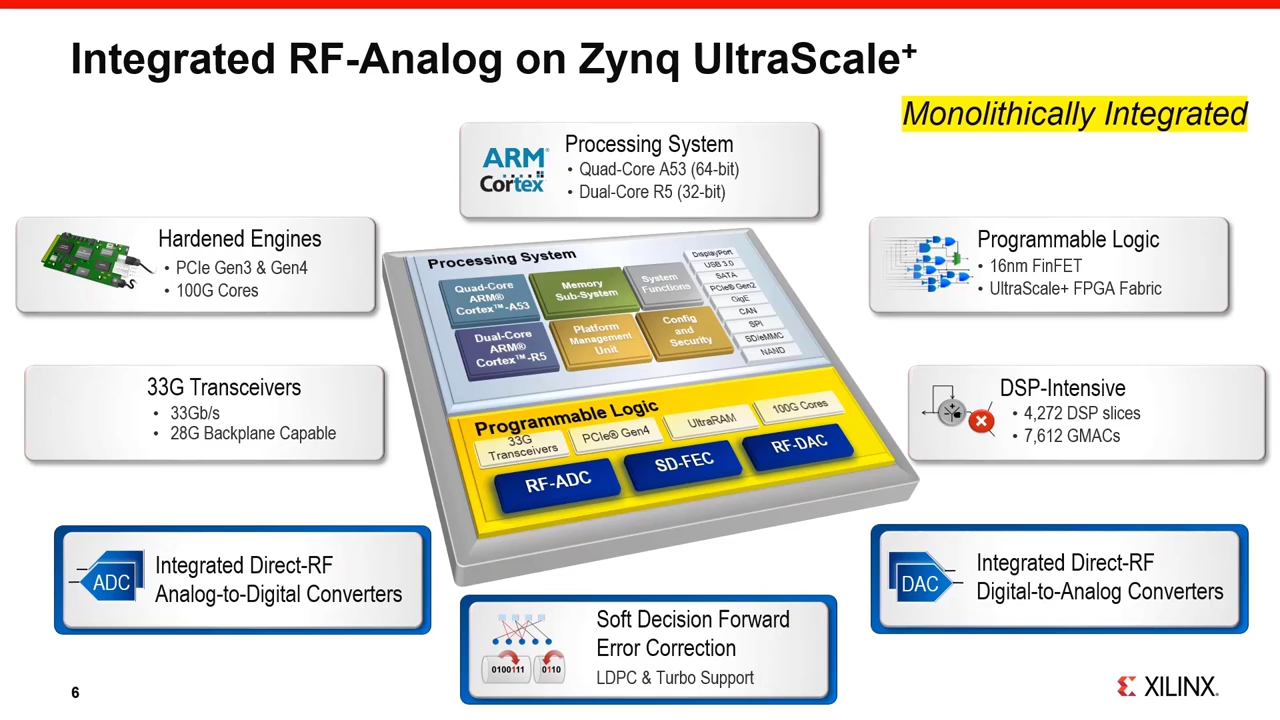 Integrated RF-Analog on Zynq UltraScale+
Monolithically Integrated
ARM®
Cortex
Processing System
• Quad-Core A53 (64-bit)
• Dual-Core R5 (32-bit)
Hardened Engines
• PCIe Gen3 & Gen4
• 100G Cores
Programmable Logic
• 16nm FinFET
• UltraScale+ FPGA Fabric
33G Transceivers
• 33Gb/s
• 28G Backplane Capable
DSP-Intensive
• 4,272 DSP slices
• 7,612 GMACs
Processing System
Quad-Core
ARM®
Cortex™-A53
Memory
Sub-System
System
Functions
Dual-Core
ARM®
Cortex™-R5
Platform
Management
Unit
Config
and
Security
DisplayPort
USB 3.0
SATA
PCIe® Gen2
GigE
CAN
SPI
SD/eMMC
NAND
Programmable Logic
33G
Transceivers
PCIe® Gen4
UltraRAM
100G Cores
RF-ADC
SD-FEC
RF-DAC
ADC
Integrated Direct-RF
Analog-to-Digital Converters
DAC
Integrated Direct-RF
Digital-to-Analog Converters
0100111
0110
Soft Decision Forward
Error Correction
LDPC & Turbo Support
6
XILINX®